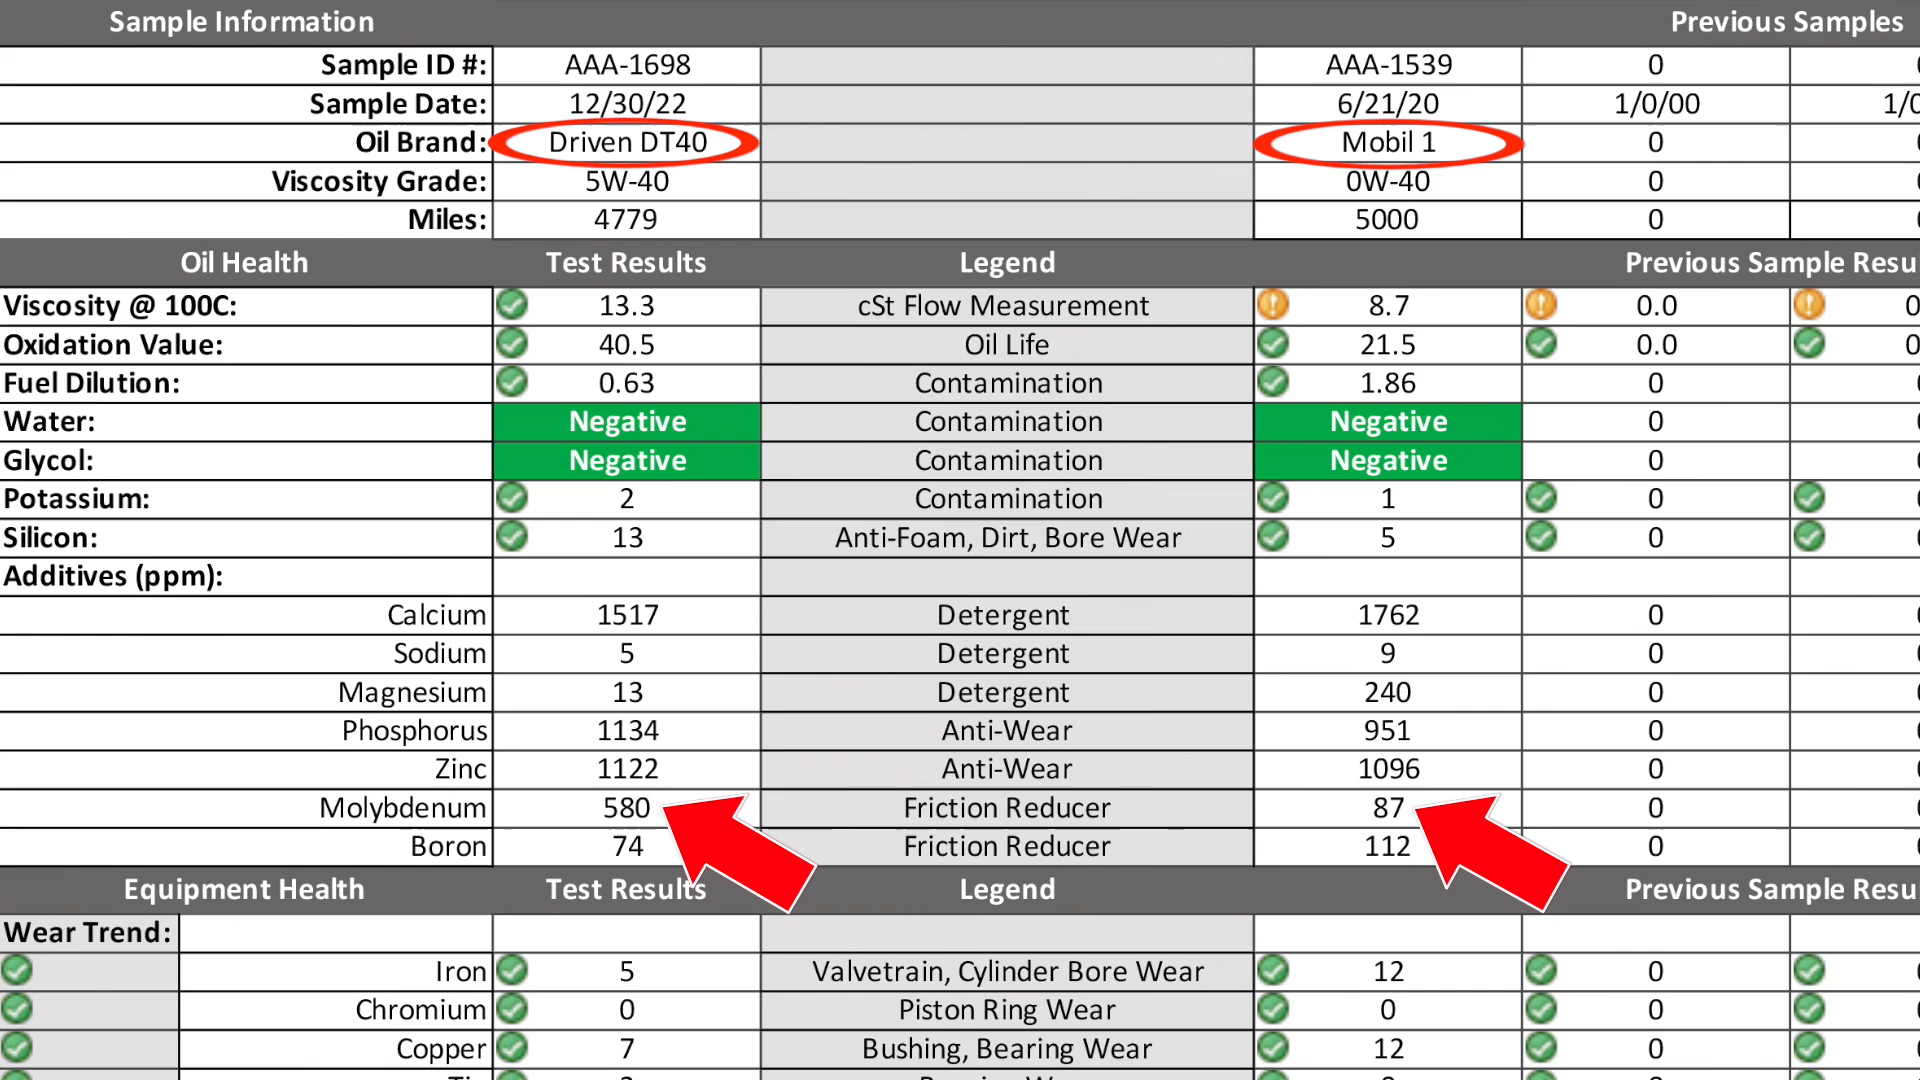 Sample Information Previous Samples
Sample ID #: AAA-1698 AAA-1539 0
Sample Date: 12/30/22 6/21/20 1/0/00
Oil Brand: Driven DT40 Mobil 1 0
Viscosity Grade: 5W-40 0W-40 0
Miles: 4779 5000 0
Oil Health Test Results Legend Previous Sample Resu
Viscosity @ 100C: 13.3 cSt Flow Measurement 8.7 0.0
Oxidation Value: 40.5 Oil Life 21.5 0.0
Fuel Dilution: 0.63 Contamination 1.86 0
Water: Negative Contamination Negative 0
Glycol: Negative Contamination Negative 0
Potassium: 2 Contamination 1 0
Silicon: 13 Anti-Foam, Dirt, Bore Wear 5 0
Additives (ppm):
Calcium 1517 Detergent 1762 0
Sodium 5 Detergent 9 0
Magnesium 13 Detergent 240 0
Phosphorus 1134 Anti-Wear 951 0
Zinc 1122 Anti-Wear 1096 0
Molybdenum 580 Friction Reducer 87 0
Boron 74 Friction Reducer 112 0
Equipment Health Test Results Legend Previous Sample Resu
Wear Trend:
Iron 5 Valvetrain, Cylinder Bore Wear 12 0
Chromium 0 Piston Ring Wear 0 0
Copper 7 Bushing, Bearing Wear 12 0